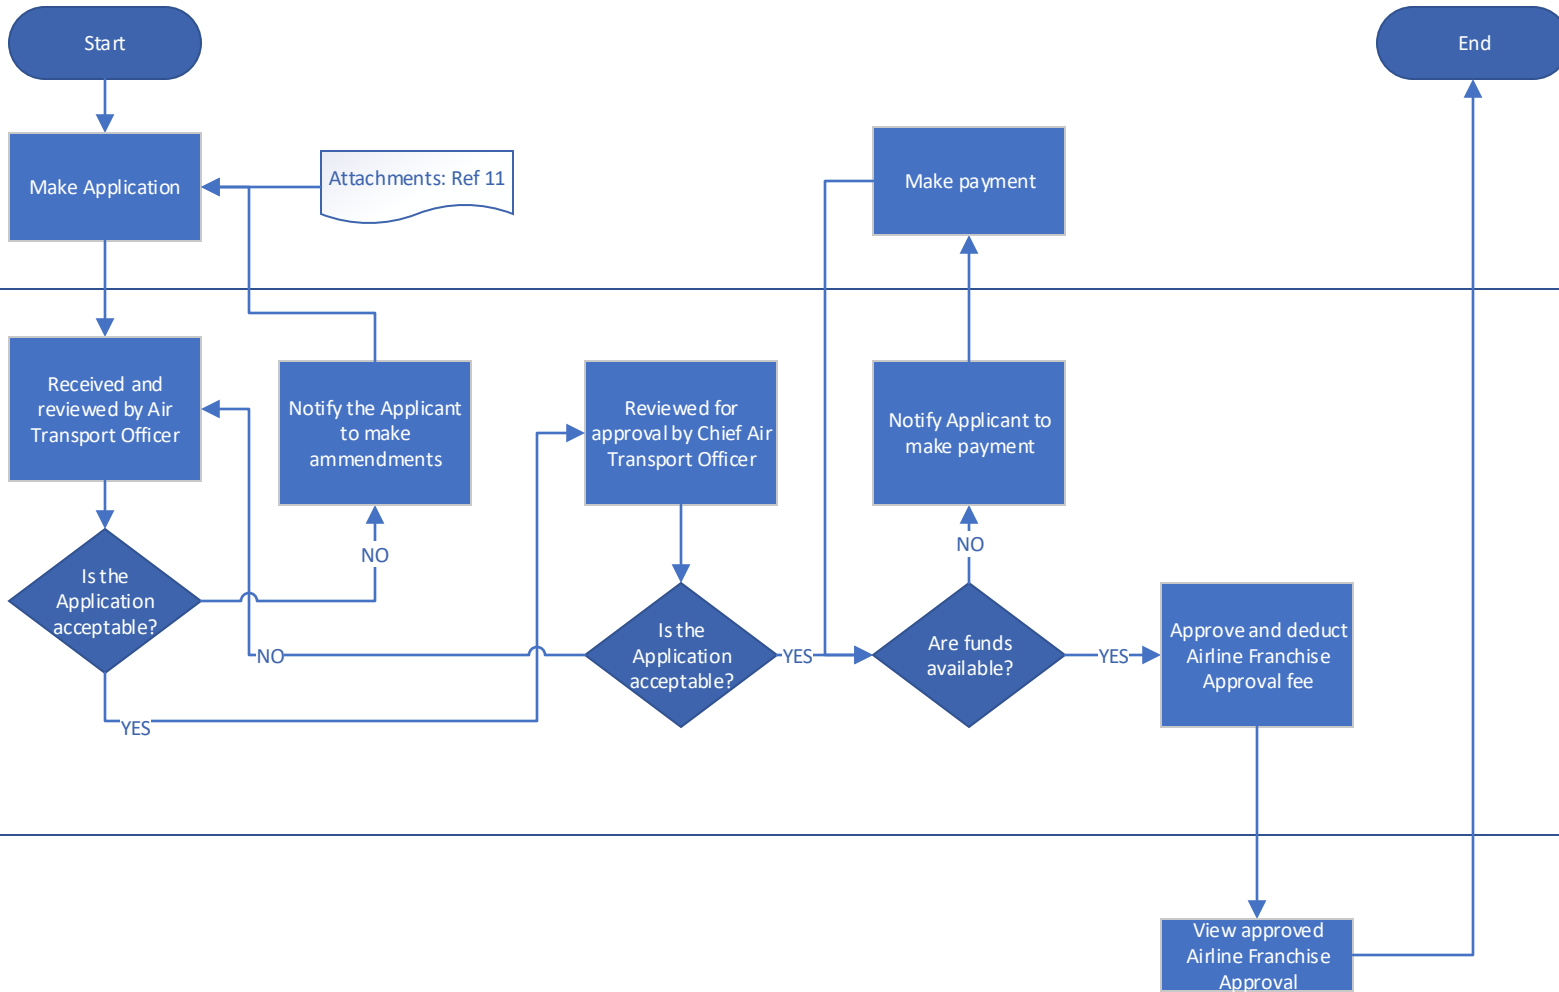 Start
End
Make Application
Attachments: Ref 11
Make payment
Received and
reviewed by Air
Transport Officer
Notify the Applicant
to make
ammendments
Reviewed for
approval by Chief Air
Transport Officer
Notify Applicant to
make payment
NO
NO
Is the
Application
acceptable?
Is the
Application
acceptable?
Are funds
available?
Approve and deduct
Airline Franchise
Approval fee
NO
YES
YES
YES
View approved
Airline Franchise
Approval